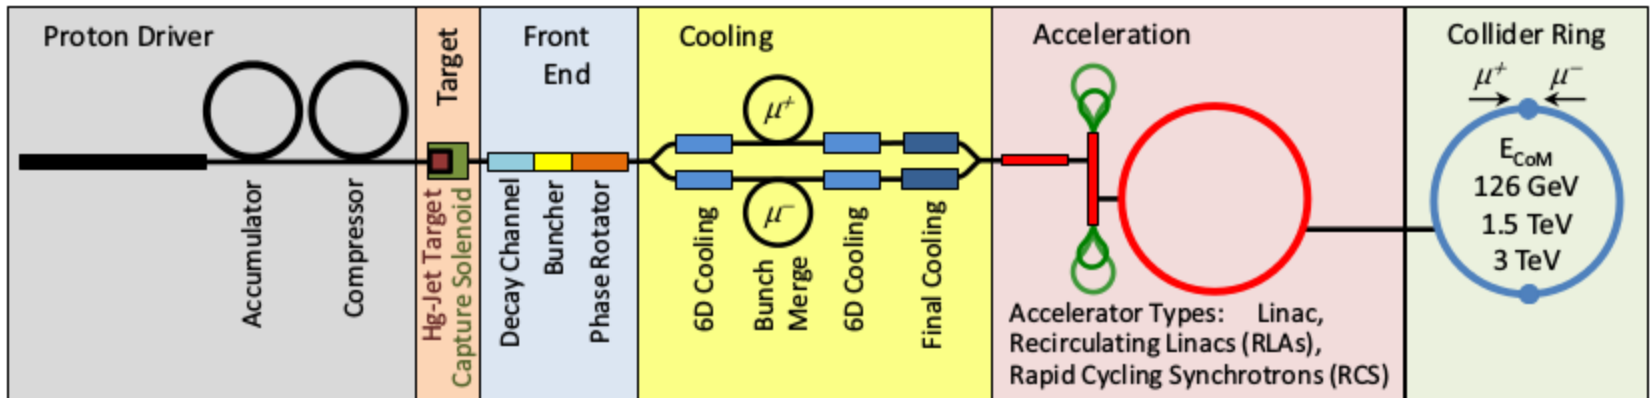 Proton Driver
Accumulator
Compressor
Target
Hg-Jet Target
Capture Solenoid
Front
End
Decay Channel
Buncher
Phase Rotator
Cooling
μ+
μ−
6D Cooling
Bunch
Merge
6D Cooling
Final Cooling
Acceleration
Accelerator Types: Linac,
Recirculating Linacs (RLAs),
Rapid Cycling Synchrotrons (RCS)
Collider Ring
μ+ μ−
ECoM
126 GeV
1.5 TeV
3 TeV